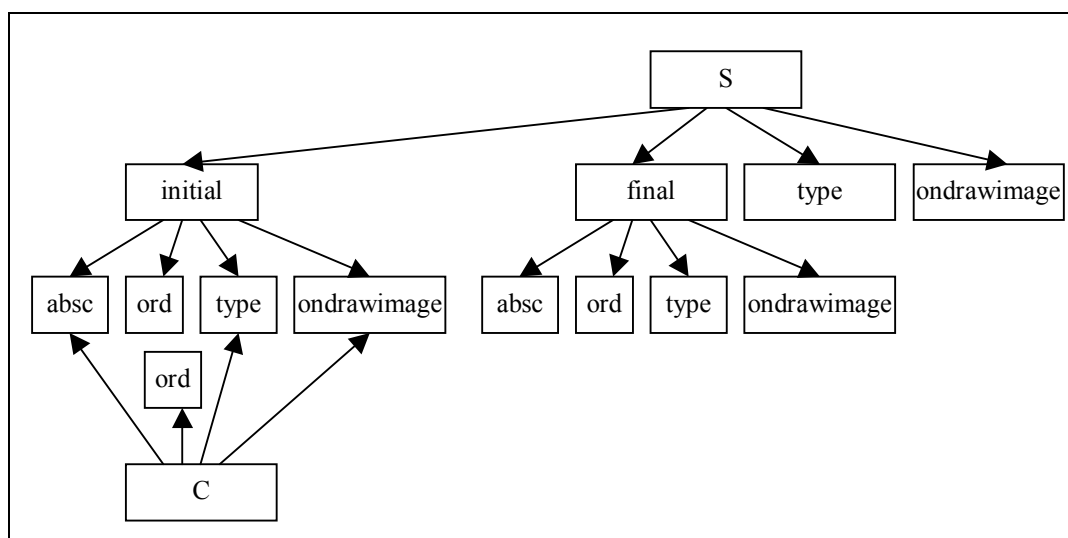 S
initial final type ondrawimage
absc ord type ondrawimage absc ord type ondrawimage
ord
C